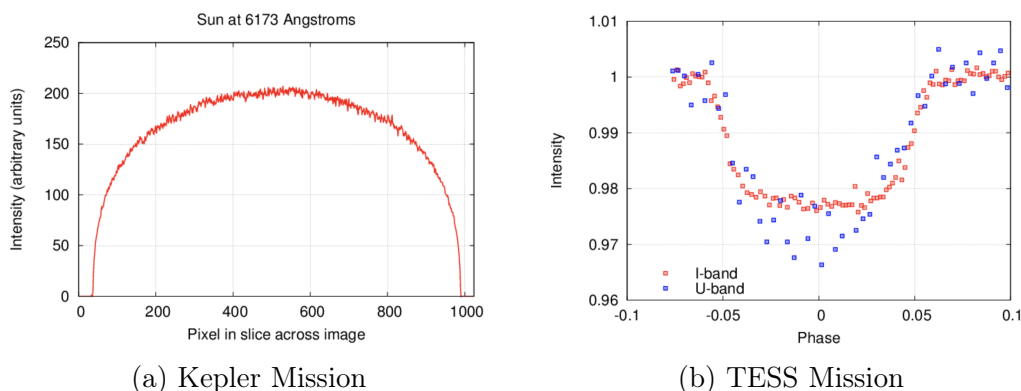 Sun at 6173 Angstroms
Intensity (arbitrary units)
250
200
150
100
50
0
0 200 400 600 800 1000
Pixel in slice across image
(a) Kepler Mission
Intensity
1.01
1
0.99
0.98
0.97
0.96
I-band
U-band
-0.1 -0.05 0 0.05 0.1
Phase
(b) TESS Mission